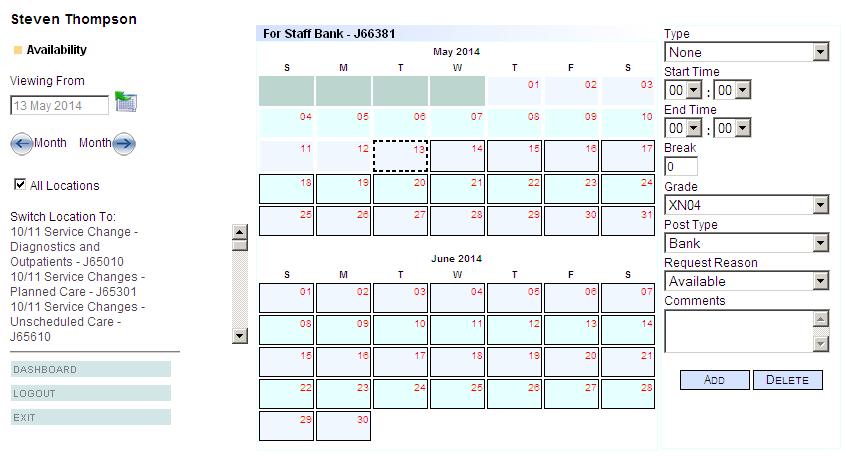 Steven Thompson
Availability
Viewing From
13 May 2014
Month Month
All Locations
Switch Location To:
10/11 Service Change -
Diagnostics and
Outpatients - J65010
10/11 Service Changes -
Planned Care - J65301
10/11 Service Changes -
Unscheduled Care -
J65610
DASHBOARD
LOGOUT
EXIT
For Staff Bank - J66381
May 2014
S M T W T F S
01 02 03
04 05 06 07 08 09 10
11 12 13 14 15 16 17
18 19 20 21 22 23 24
25 26 27 28 29 30 31
June 2014
S M T W T F S
01 02 03 04 05 06 07
08 09 10 11 12 13 14
15 16 17 18 19 20 21
22 23 24 25 26 27 28
29 30
Type
None
Start Time
00 : 00
End Time
00 : 00
Break
0
Grade
XN04
Post Type
Bank
Request Reason
Available
Comments
ADD DELETE